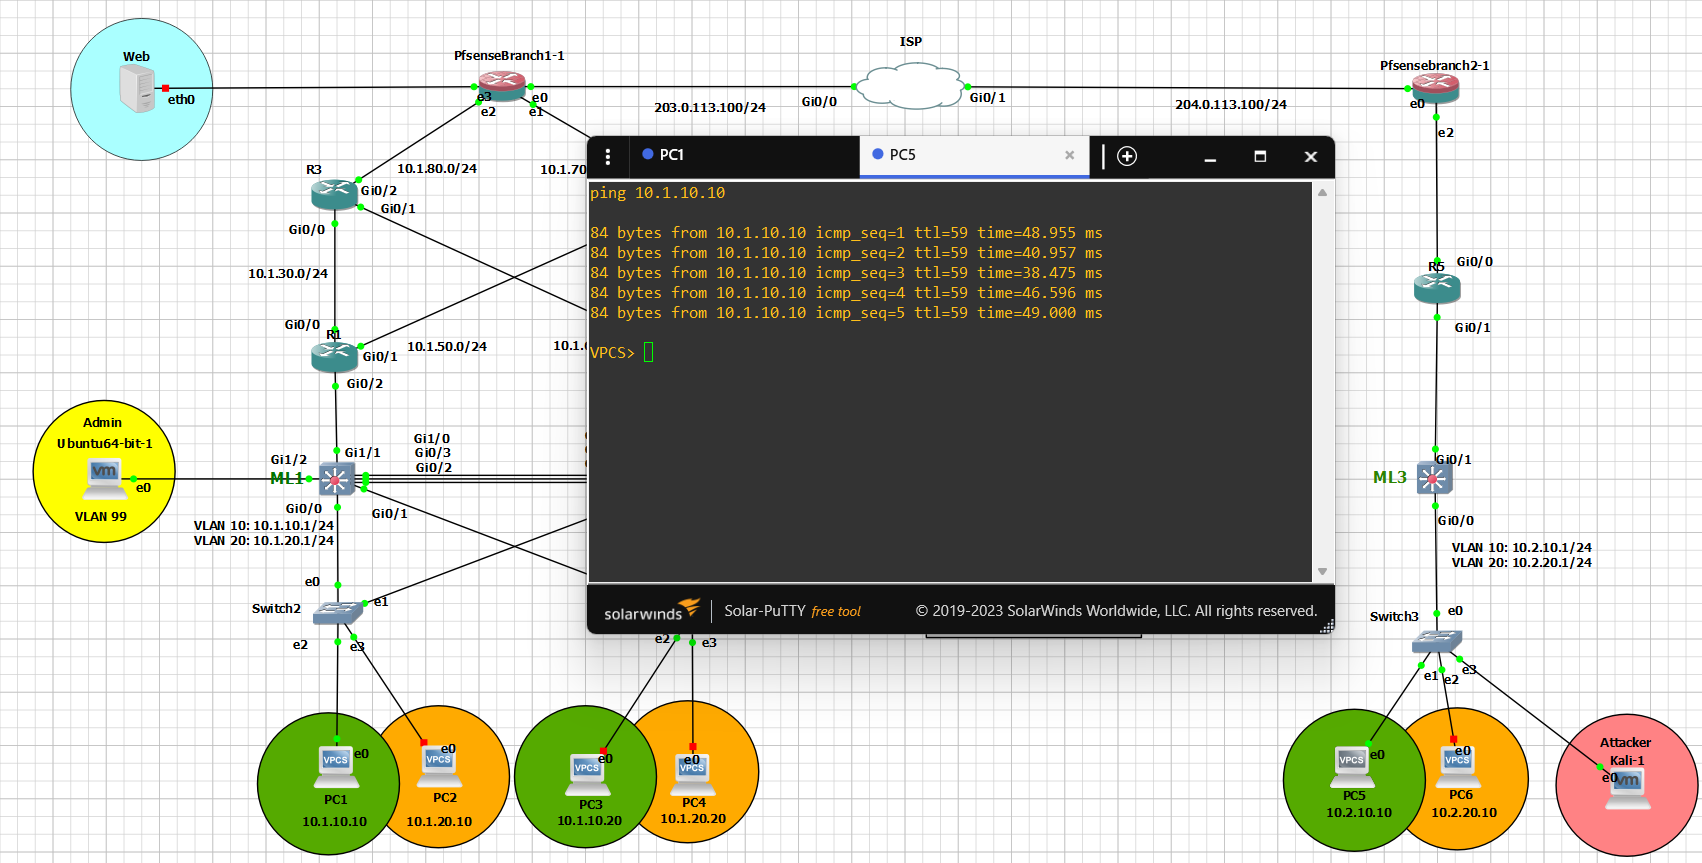 Web
eth0
PfsenseBranch1-1
e3
e0
e2
e1
203.0.113.100/24
ISP
Gi0/0
Gi0/1
204.0.113.100/24
Pfsensebranch2-1
e0
e2
R3
10.1.80.0/24
10.1.70
Gi0/2
Gi0/1
Gi0/0
10.1.30.0/24
Gi0/0
R1
Gi0/1
10.1.50.0/24
Gi0/2
PC1
PC5
ping 10.1.10.10
84 bytes from 10.1.10.10 icmp_seq=1 ttl=59 time=48.955 ms
84 bytes from 10.1.10.10 icmp_seq=2 ttl=59 time=40.957 ms
84 bytes from 10.1.10.10 icmp_seq=3 ttl=59 time=38.475 ms
84 bytes from 10.1.10.10 icmp_seq=4 ttl=59 time=46.596 ms
84 bytes from 10.1.10.10 icmp_seq=5 ttl=59 time=49.000 ms
VPCS>
solarwinds
Solar-PuTTY free tool
© 2019-2023 SolarWinds Worldwide, LLC. All rights reserved.
R5
Gi0/0
Gi0/1
Admin
Ubuntu64-bit-1
vm
e0
VLAN 99
Gi1/2
ML1
Gi1/1
Gi1/0
Gi0/3
Gi0/2
Gi0/0
Gi0/1
VLAN 10: 10.1.10.1/24
VLAN 20: 10.1.20.1/24
e0
Switch2
e1
e2
e3
e2
e3
ML3
Gi0/1
Gi0/0
VLAN 10: 10.2.10.1/24
VLAN 20: 10.2.20.1/24
Switch3
e0
e1
e2
e3
e0
VPCS
PC1
10.1.10.10
e0
VPCS
PC2
10.1.20.10
e0
VPCS
PC3
10.1.10.20
e0
VPCS
PC4
10.1.20.20
e0
VPCS
PC5
10.2.10.10
e0
VPCS
PC6
10.2.20.10
Attacker
Kali-1
e0
vm